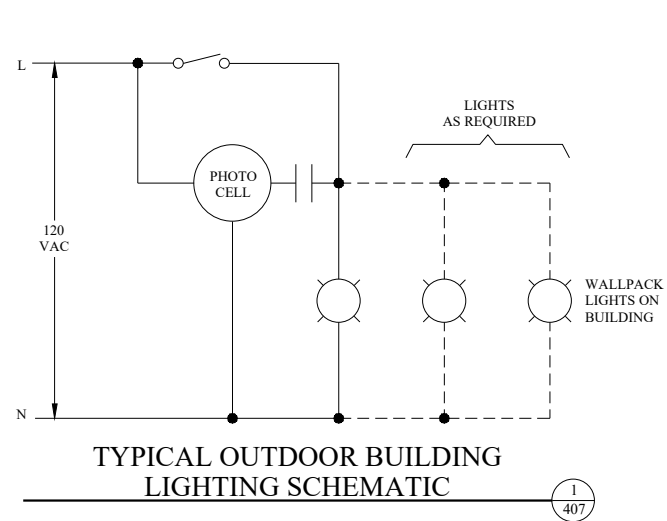 L
LIGHTS
AS REQUIRED
PHOTO
CELL
120
VAC
WALLPACK
LIGHTS ON
BUILDING
N
TYPICAL OUTDOOR BUILDING
LIGHTING SCHEMATIC
1
407